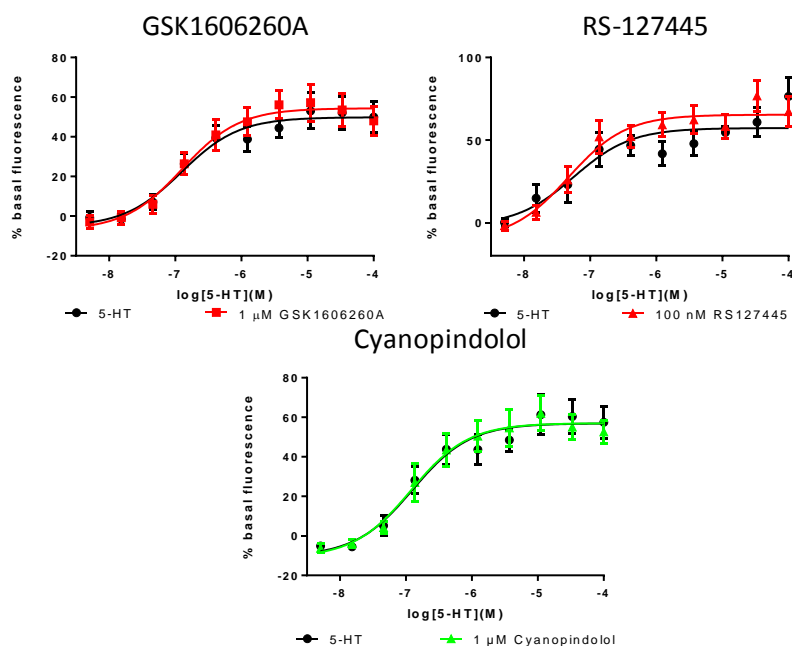 GSK1606260A
RS-127445
80
60
40
20
0
-20
% basal fluorescence
-8 -7 -6 -5 -4
log[5-HT](M)
5-HT 1 μM GSK1606260A
100
50
0
% basal fluorescence
-8 -7 -6 -5 -4
log[5-HT](M)
5-HT 100 nM RS127445
Cyanopindolol
80
60
40
20
0
-20
% basal fluorescence
-8 -7 -6 -5 -4
log[5-HT](M)
5-HT 1 μM Cyanopindolol